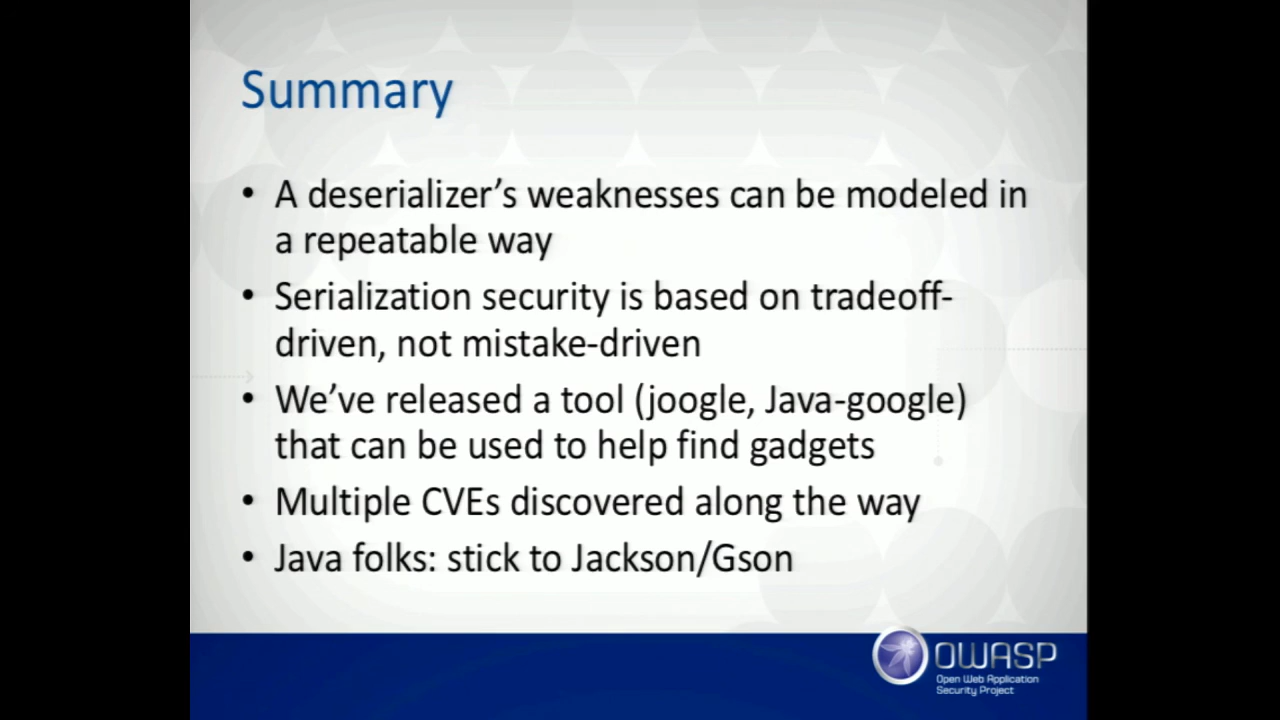 Summary
• A deserializer’s weaknesses can be modeled in
a repeatable way
• Serialization security is based on tradeoff-
driven, not mistake-driven
• We’ve released a tool (joogle, Java-google)
that can be used to help find gadgets
• Multiple CVEs discovered along the way
• Java folks: stick to Jackson/Gson
OWASP
Open Web Application
Security Project